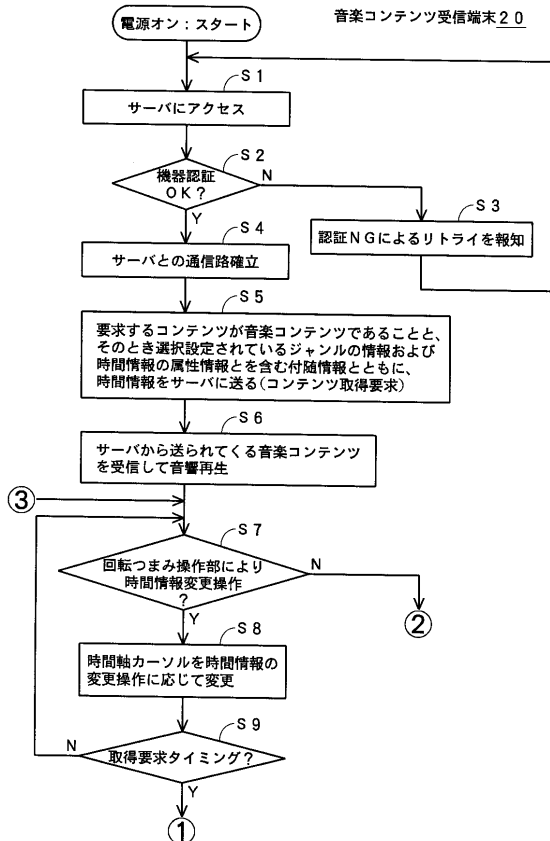 音楽コンテンツ受信端末20
電源オン：スタート
S1
サーバにアクセス
S2
機器認証
OK？
N
Y
S3
認証NGによるリトライを報知
S4
サーバとの通信路確立
S5
要求するコンテンツが音楽コンテンツであることと、
そのとき選択設定されているジャンルの情報および
時間情報の属性情報とを含む付随情報とともに、
時間情報をサーバに送る（コンテンツ取得要求）
S6
サーバから送られてくる音楽コンテンツ
を受信して音響再生
③
S7
回転つまみ操作部により
時間情報変更操作
？
N
Y
②
S8
時間軸カーソルを時間情報の
変更操作に応じて変更
S9
取得要求タイミング？
N
Y
①